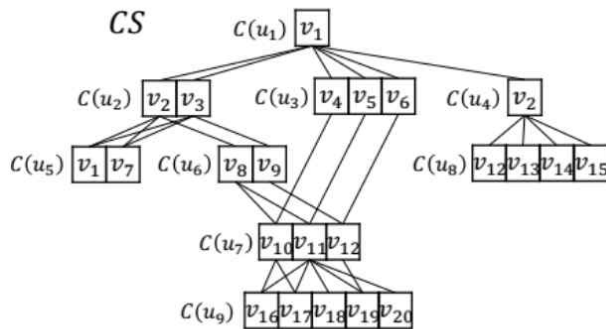 CS
C(u₁) v₁
C(u₂) v₂ v₃ C(u₃) v₄ v₅ v₆ C(u₄) v₂
C(u₅) v₁ v₇ C(u₆) v₈ v₉ C(u₈) v₁₂ v₁₃ v₁₄ v₁₅
C(u₇) v₁₀ v₁₁ v₁₂
C(u₉) v₁₆ v₁₇ v₁₈ v₁₉ v₂₀